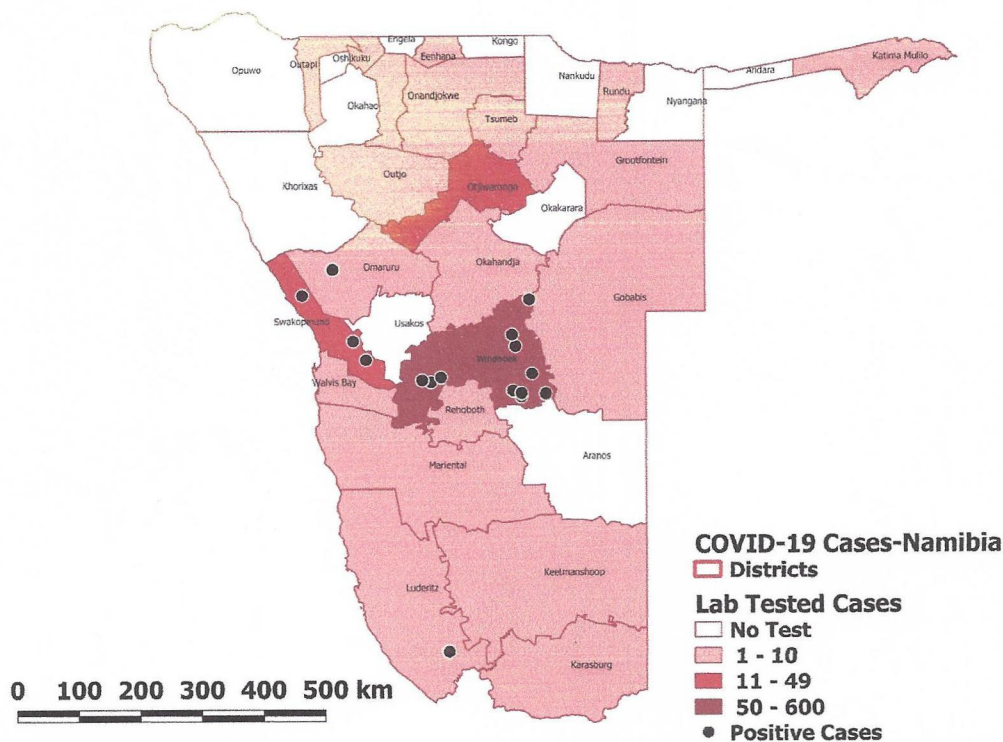 Engela
Kongo
Oshikuku
Eenhana
Outapi
Opuwo
Okahao
Onandjokwe
Nankudu
Rundu
Andara
Katima Mulilo
Nyangana
Tsumeb
Grootfontein
Outjo
Khorixas
Otjiwarongo
Okakarara
Omaruru
Okahandja
Gobabis
Swakopmund
Usakos
Windhoek
Walvis Bay
Rehoboth
Aranos
Mariental
Luderitz
Keetmanshoop
Karasburg
COVID-19 Cases-Namibia
Districts
Lab Tested Cases
No Test
1 - 10
11 - 49
50 - 600
Positive Cases
0 100 200 300 400 500 km